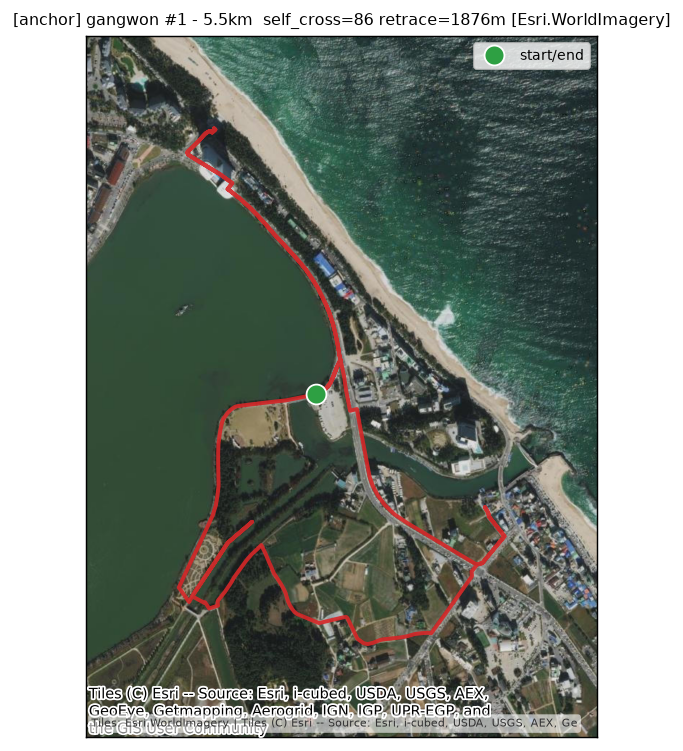 [anchor] gangwon #1 - 5.5km  self_cross=86 retrace=1876m [Esri.WorldImagery]
start/end
Tiles (C) Esri -- Source: Esri, i-cubed, USDA, USGS, AEX,
GeoEye, Getmapping, Aerogrid, IGN, IGP, UPR-EGP, and
the GIS User Community
Tiles: Esri.WorldImagery | Tiles (C) Esri -- Source: Esri, i-cubed, USDA, USGS, AEX, Ge